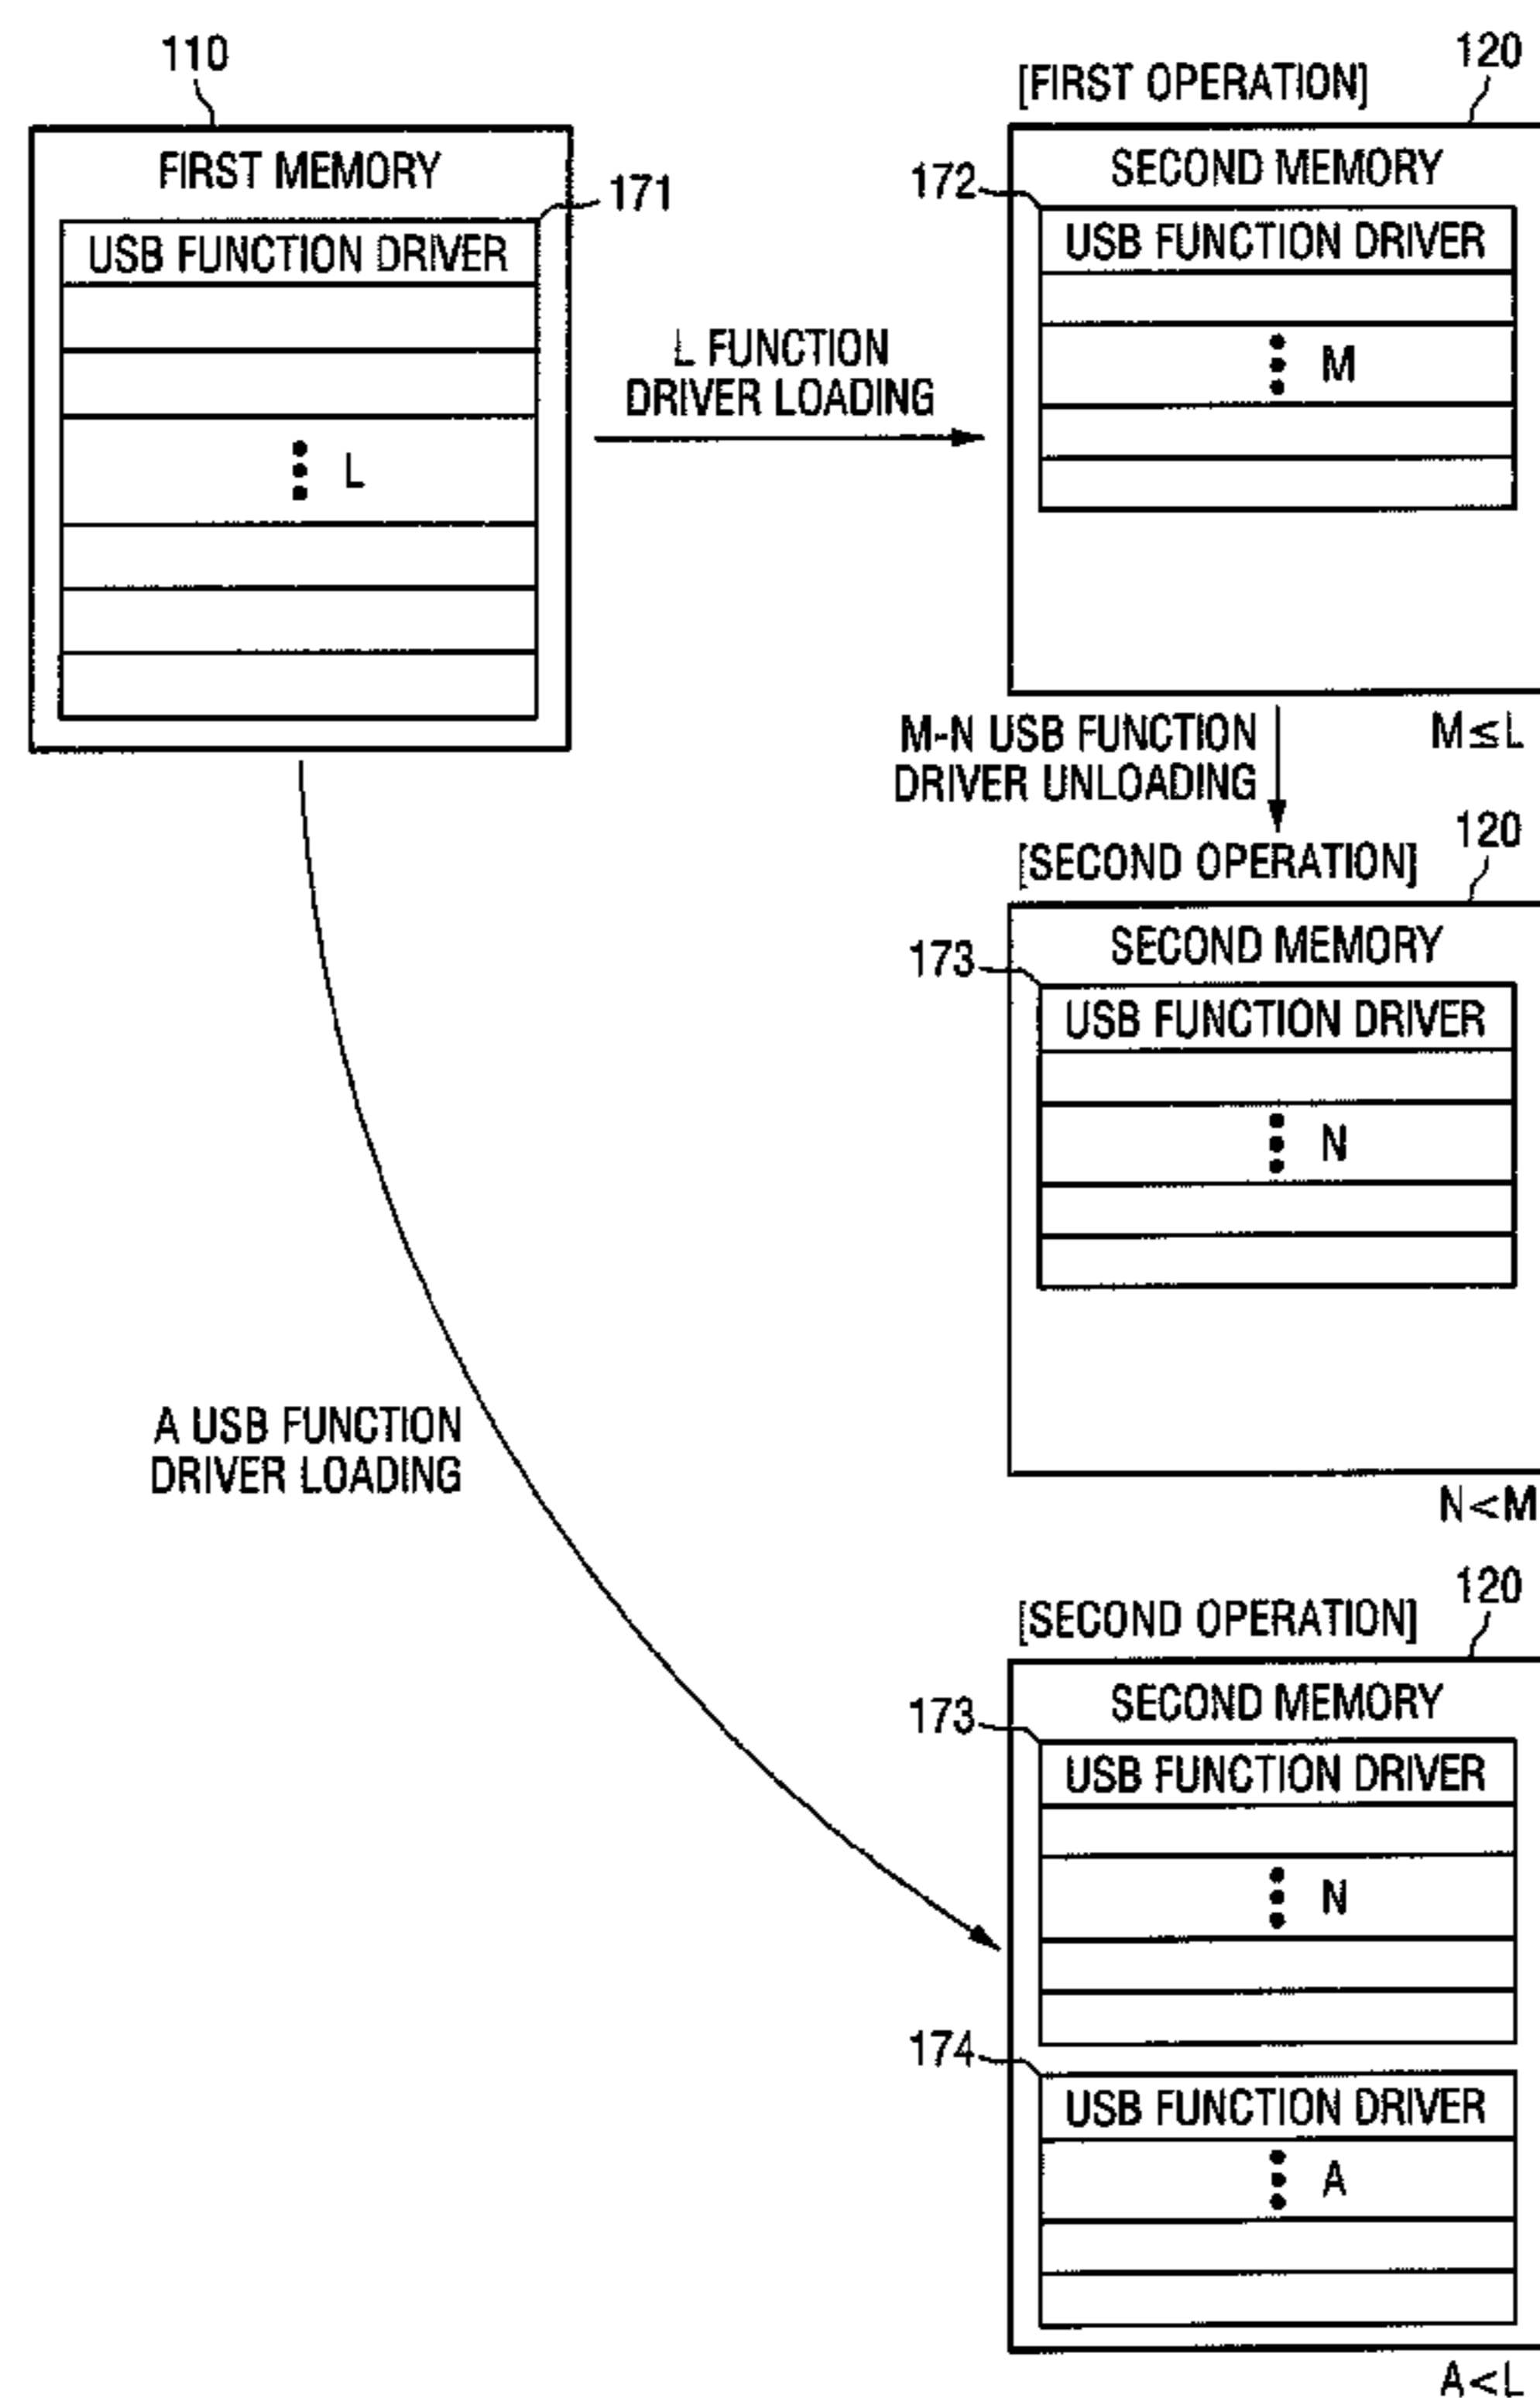 110
FIRST MEMORY
171
USB FUNCTION DRIVER
L
L FUNCTION
DRIVER LOADING
[FIRST OPERATION]
120
SECOND MEMORY
172
USB FUNCTION DRIVER
M
M≤L
M-N USB FUNCTION
DRIVER UNLOADING
[SECOND OPERATION]
120
SECOND MEMORY
173
USB FUNCTION DRIVER
N
N<M
A USB FUNCTION
DRIVER LOADING
[SECOND OPERATION]
120
SECOND MEMORY
173
USB FUNCTION DRIVER
N
174
USB FUNCTION DRIVER
A
A<L